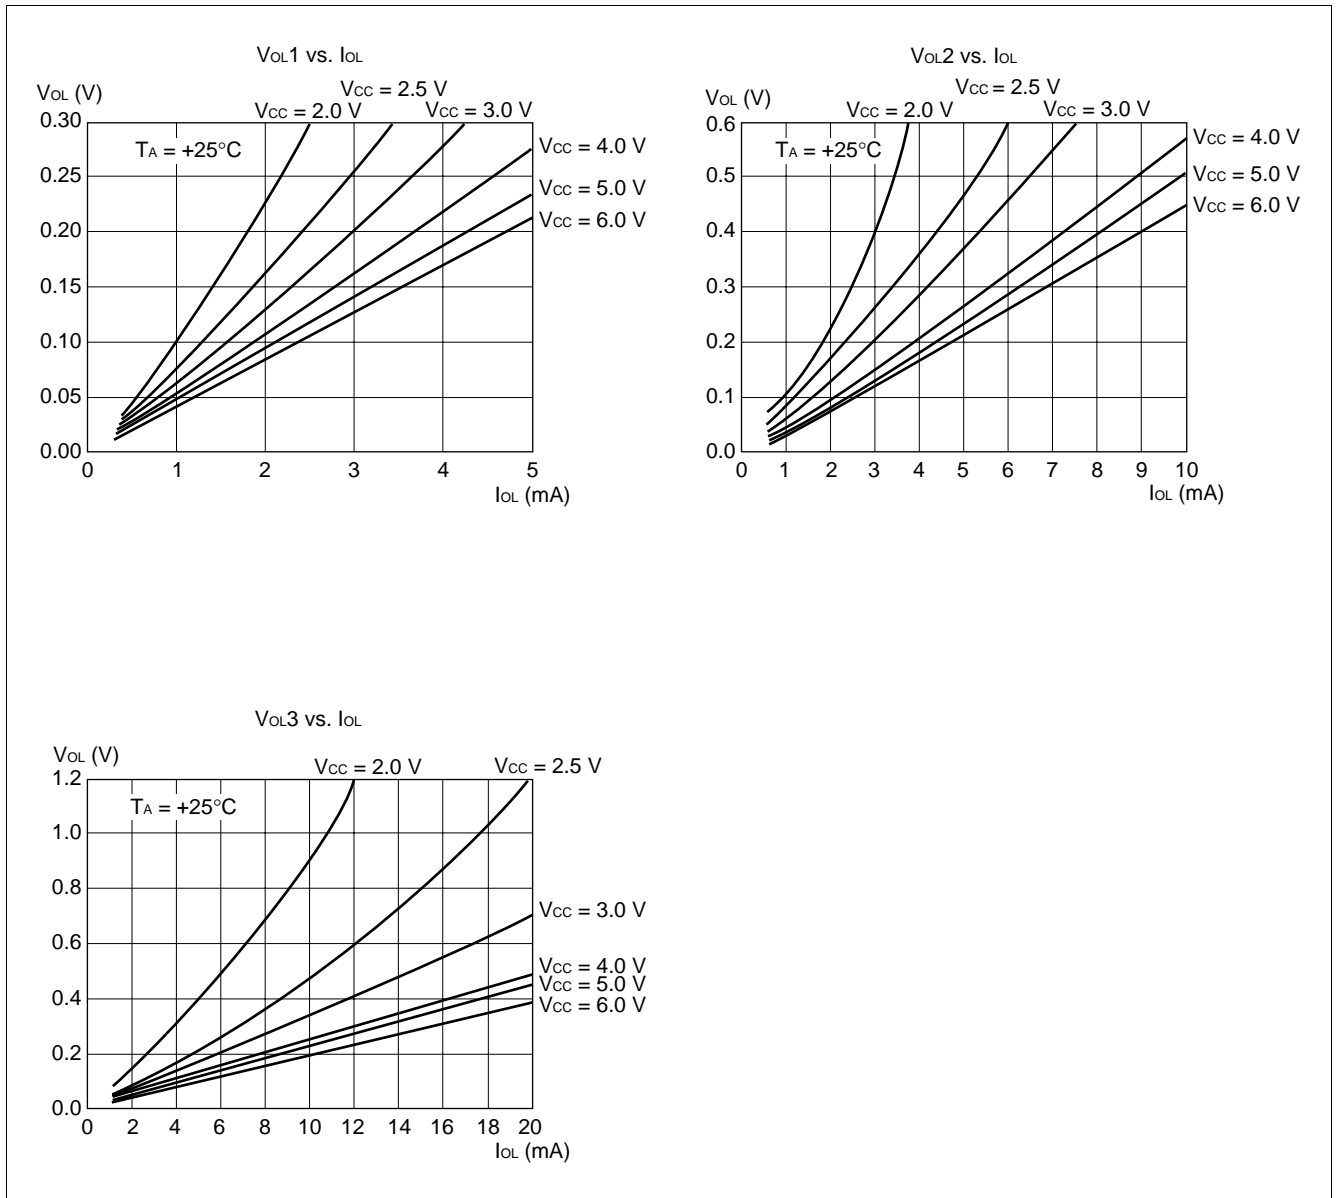 VOL1 vs. IOL
VOL (V)
VCC = 2.5 V
VCC = 2.0 V
VCC = 3.0 V
0.30
TA = +25°C
VCC = 4.0 V
0.25
VCC = 5.0 V
0.20
VCC = 6.0 V
0.15
0.10
0.05
0.00
0 1 2 3 4 5
IOL (mA)
VOL2 vs. IOL
VOL (V)
VCC = 2.5 V
VCC = 2.0 V
VCC = 3.0 V
0.6
TA = +25°C
VCC = 4.0 V
0.5
VCC = 5.0 V
VCC = 6.0 V
0.4
0.3
0.2
0.1
0.0
0 1 2 3 4 5 6 7 8 9 10
IOL (mA)
VOL3 vs. IOL
VOL (V)
VCC = 2.0 V
VCC = 2.5 V
1.2
TA = +25°C
1.0
0.8
VCC = 3.0 V
0.6
VCC = 4.0 V
VCC = 5.0 V
0.4
VCC = 6.0 V
0.2
0.0
0 2 4 6 8 10 12 14 16 18 20
IOL (mA)